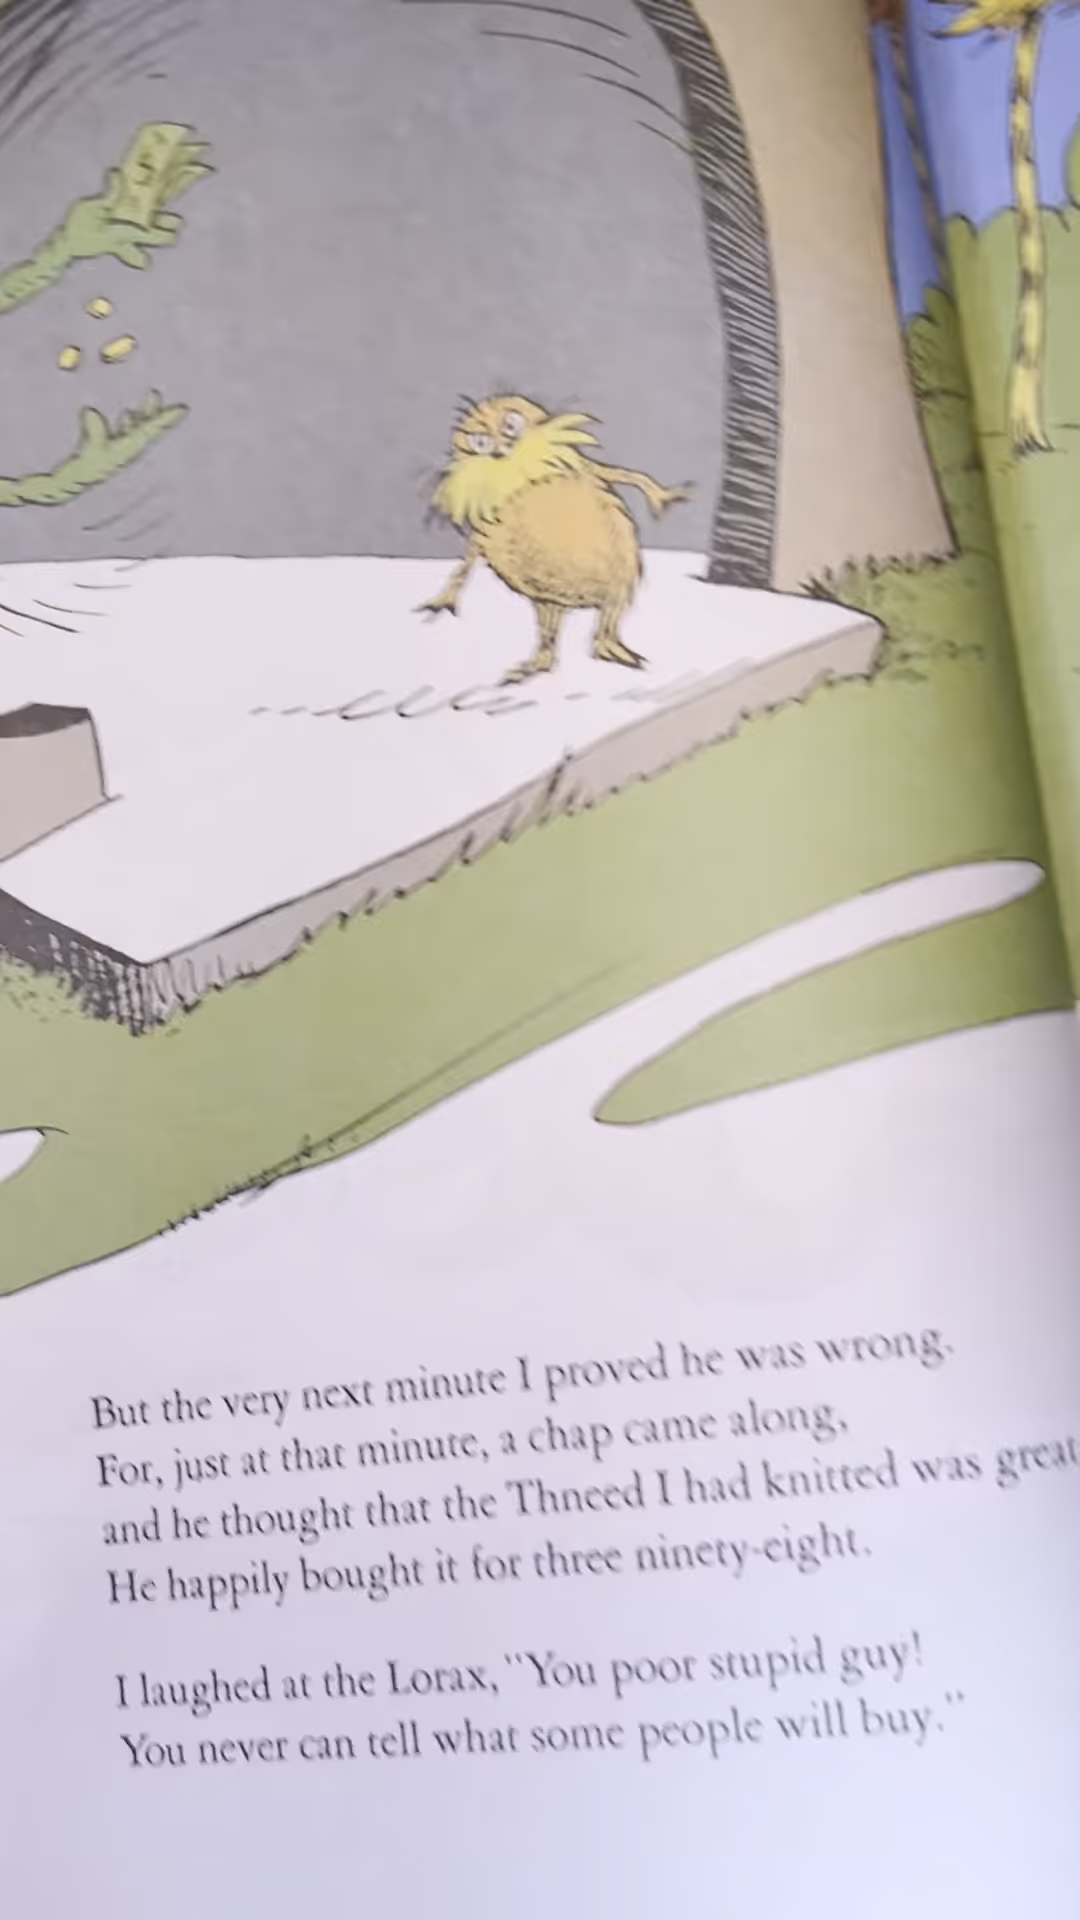 But the very next minute I proved he was wrong.
For, just at that minute, a chap came along,
and he thought that the Thneed I had knitted was great
He happily bought it for three ninety-eight.
I laughed at the Lorax, "You poor stupid guy!
You never can tell what some people will buy."